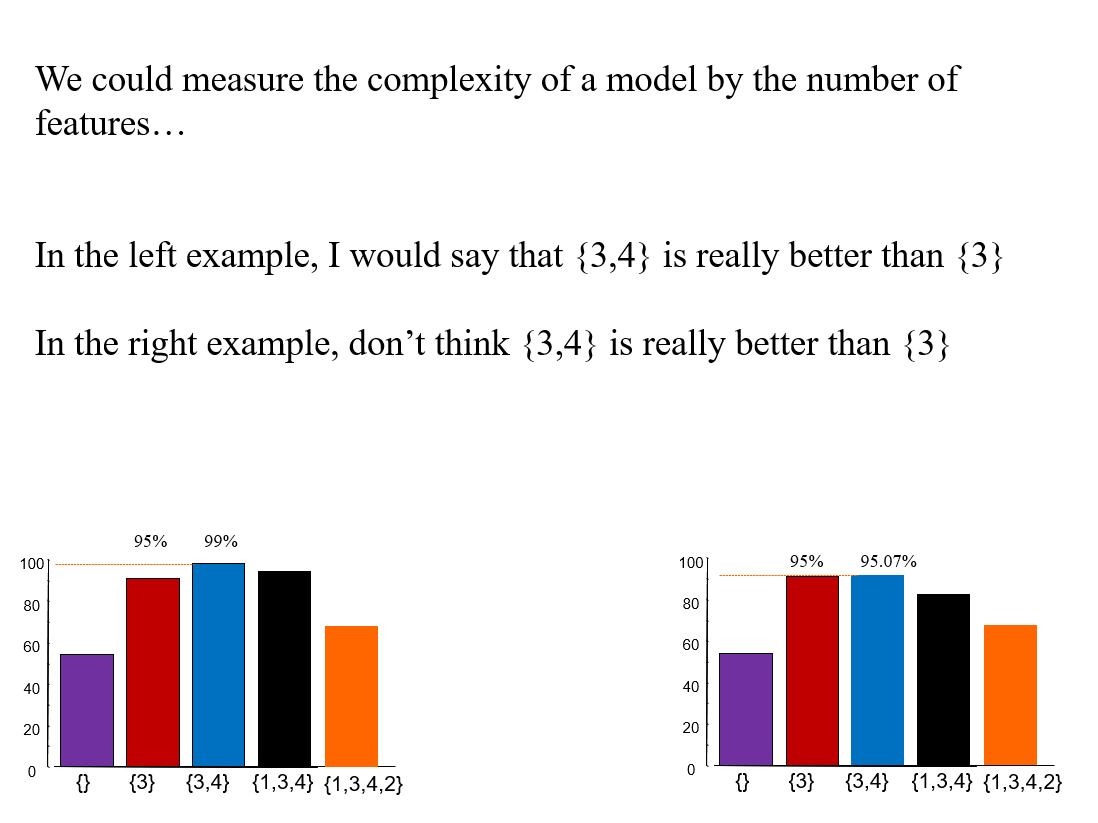 We could measure the complexity of a model by the number of
features…
In the left example, I would say that {3,4} is really better than {3}
In the right example, don’t think {3,4} is really better than {3}
95% 99%
100
80
60
40
20
0
{} {3} {3,4} {1,3,4} {1,3,4,2}
95% 95.07%
100
80
60
40
20
0
{} {3} {3,4} {1,3,4} {1,3,4,2}